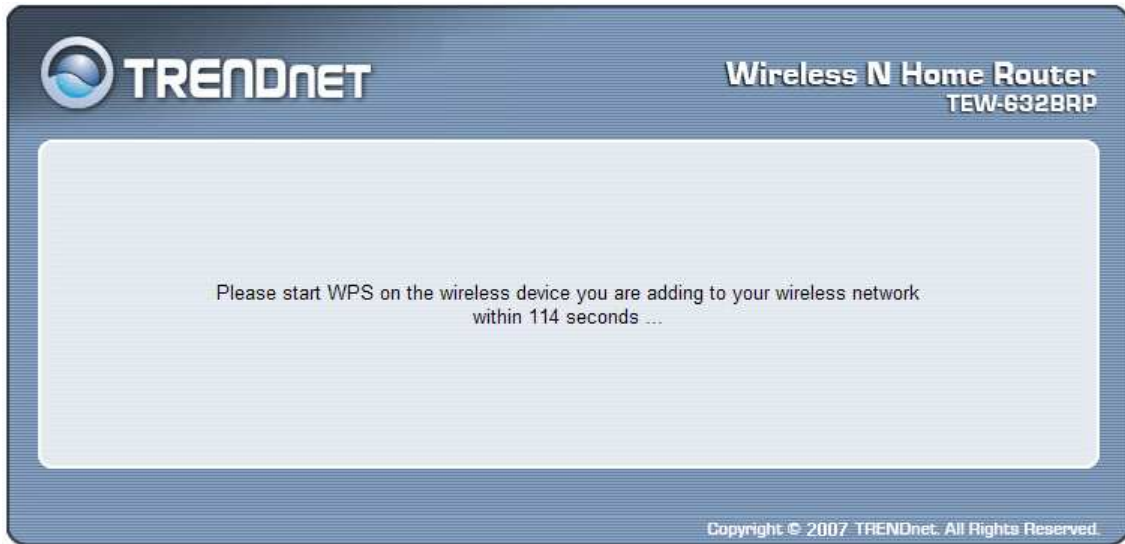 TRENDNET
Wireless N Home Router
TEW-632BRP
Please start WPS on the wireless device you are adding to your wireless network
within 114 seconds ...
Copyright © 2007 TRENDnet. All Rights Reserved.